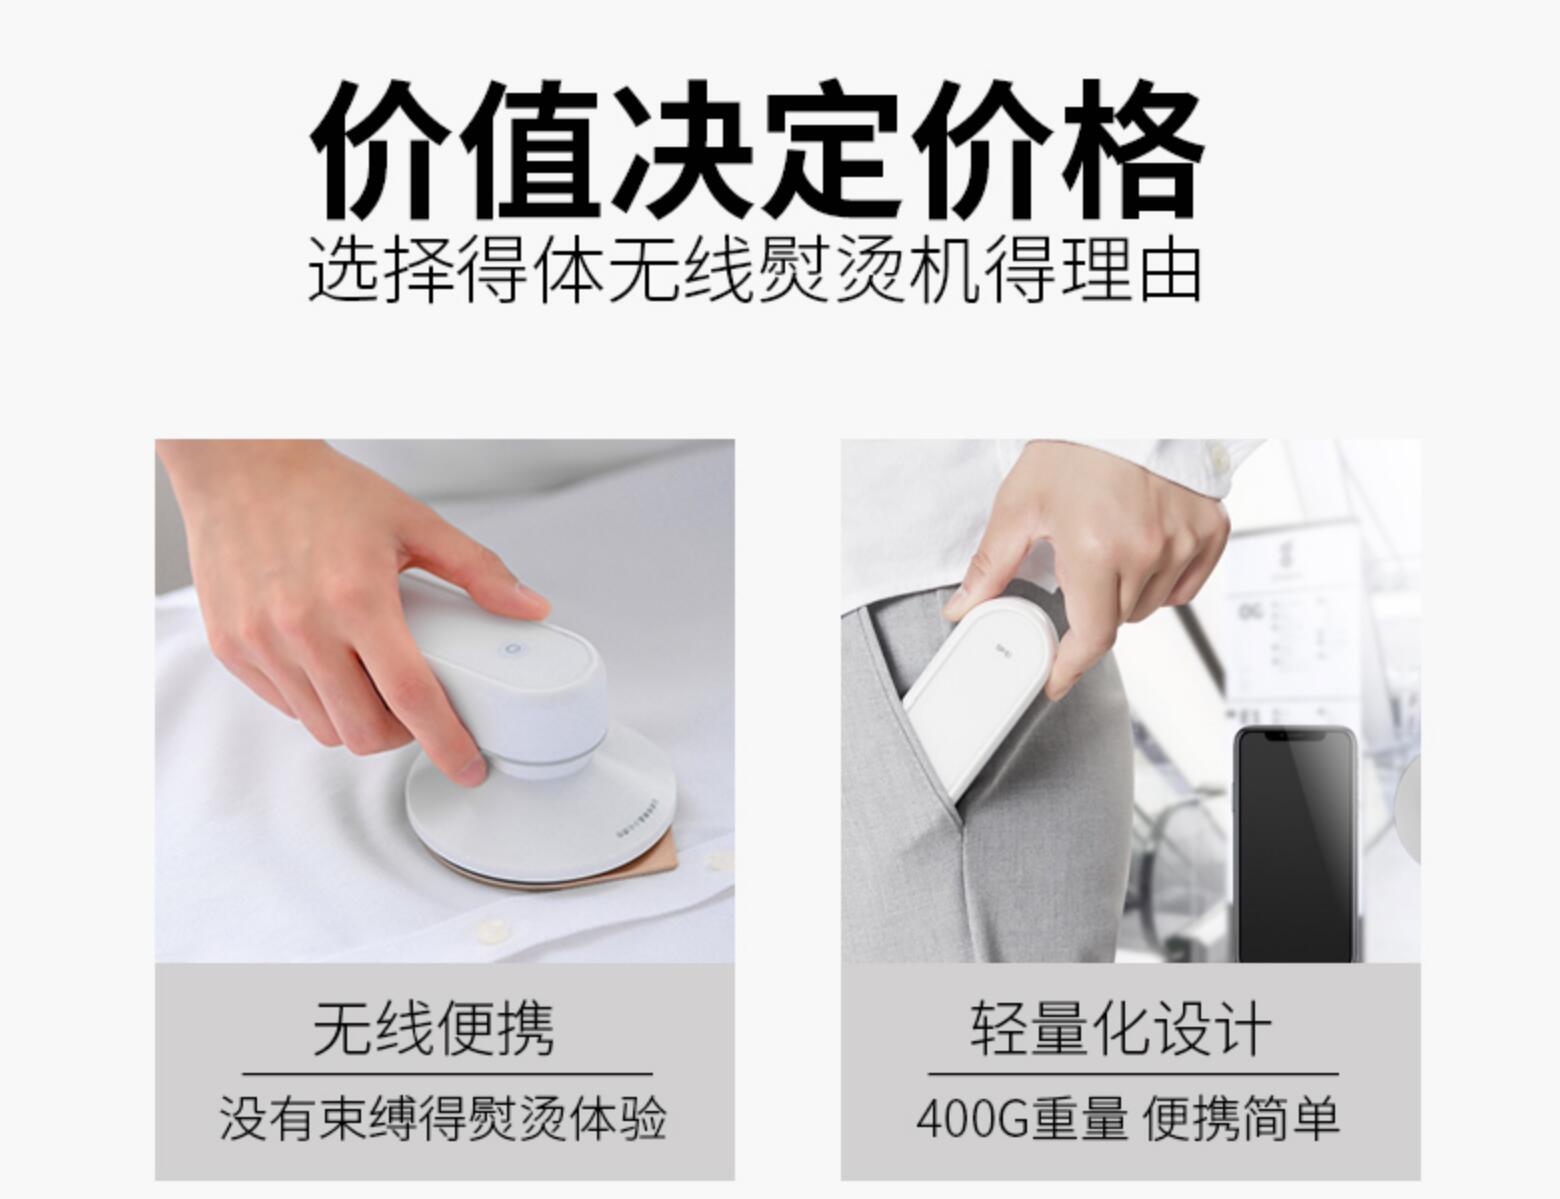 价值决定价格
选择得体无线熨烫机得理由
无线便携
没有束缚得熨烫体验
轻量化设计
400G重量 便携简单